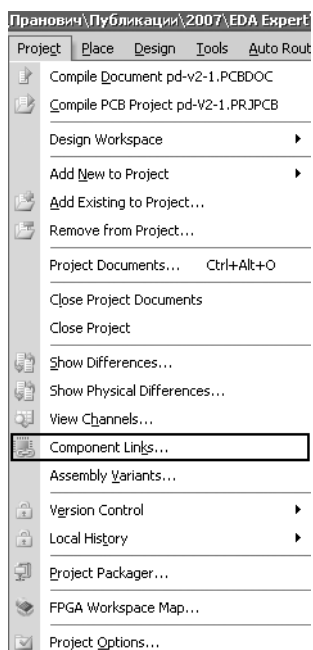 Пранович\Публикации\2007\EDA Expert\
Project Place Design Tools Auto Rout
Compile Document pd-v2-1.PCBDOC
Compile PCB Project pd-V2-1.PRJPCB
Design Workspace
Add New to Project
Add Existing to Project...
Remove from Project...
Project Documents... Ctrl+Alt+O
Close Project Documents
Close Project
Show Differences...
Show Physical Differences...
View Channels...
Component Links...
Assembly Variants...
Version Control
Local History
Project Packager...
FPGA Workspace Map...
Project Options...